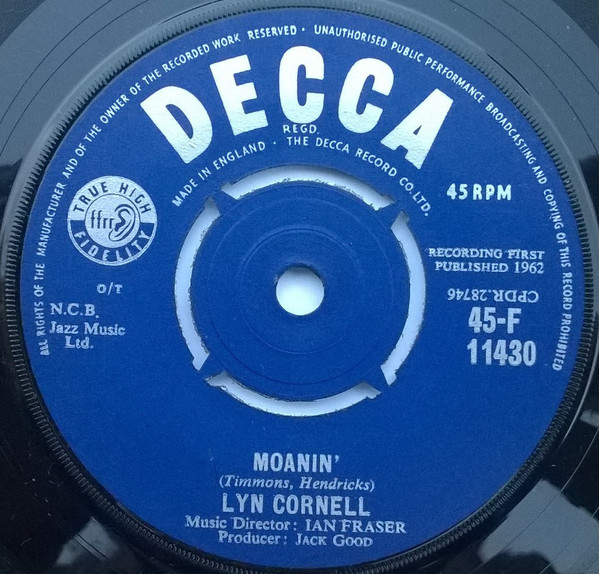 ALL RIGHTS OF THE MANUFACTURER AND OF THE OWNER OF THE RECORDED WORK RESERVED · UNAUTHORISED PUBLIC PERFORMANCE BROADCASTING AND COPYING OF THIS RECORD PROHIBITED
DECCA
REGD.
MADE IN ENGLAND · THE DECCA RECORD CO. LTD.
45 RPM
TRUE HIGH
ffrr
FIDELITY
RECORDING FIRST
PUBLISHED 1962
O/T
CPDR.28746
N.C.B.
Jazz Music
Ltd.
45-F
11430
MOANIN'
(Timmons, Hendricks)
LYN CORNELL
Music Director: IAN FRASER
Producer: JACK GOOD